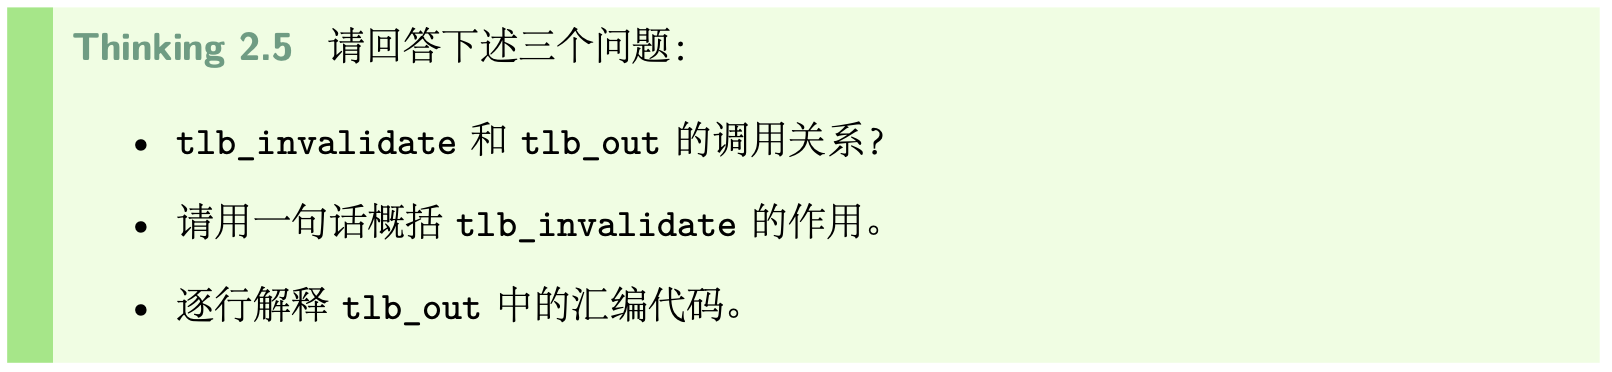 Thinking 2.5 请回答下述三个问题:
• tlb_invalidate 和 tlb_out 的调用关系?
• 请用一句话概括 tlb_invalidate 的作用。
• 逐行解释 tlb_out 中的汇编代码。